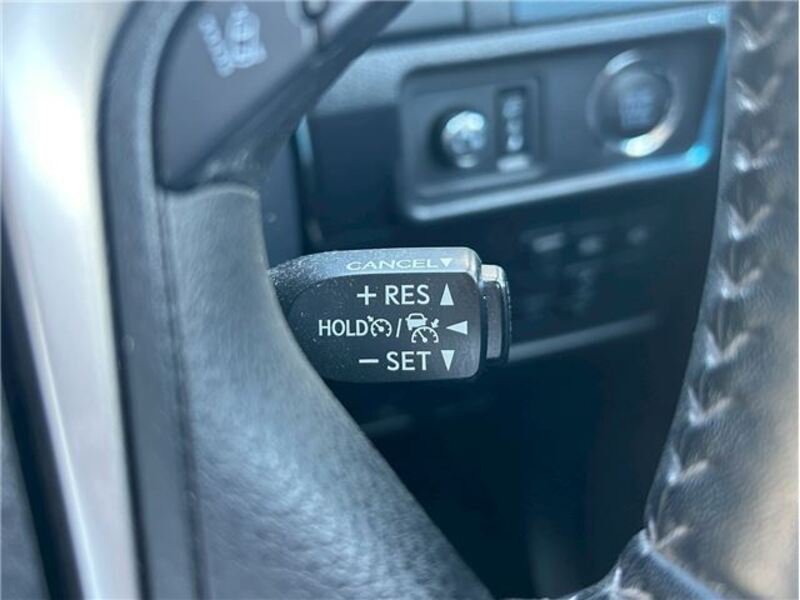 CANCEL▼
+ RES ▲
HOLD / ◄
− SET ▼